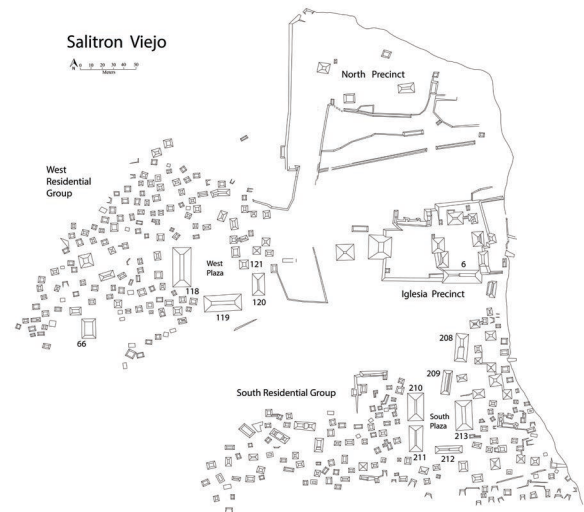 Salitron Viejo
N
0 10 20 30 40 50
Meters
North Precinct
West
Residential
Group
West
Plaza
121
118
120
119
66
6
Iglesia Precinct
208
209
South Residential Group
210
South
Plaza
213
211
212